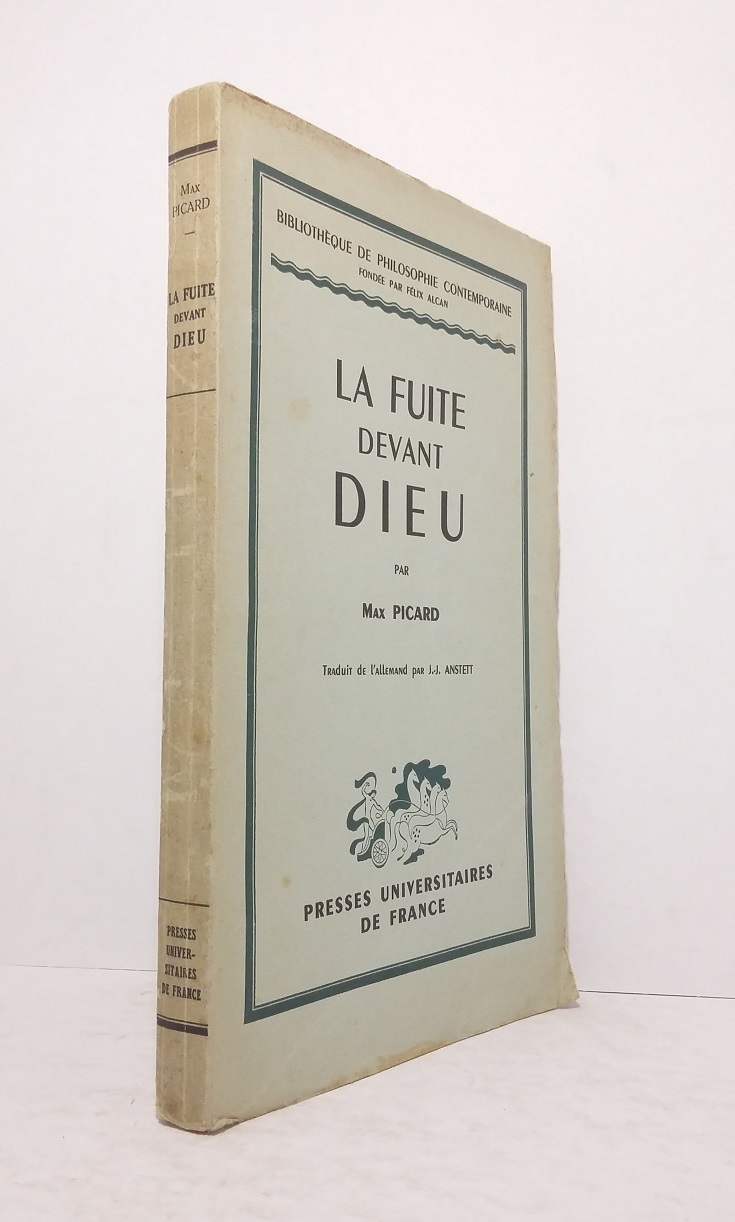 Max
PICARD
LA FUITE
DEVANT
DIEU
PRESSES
UNIVER-
SITAIRES
DE FRANCE
BIBLIOTHÈQUE DE PHILOSOPHIE CONTEMPORAINE
FONDÉE PAR FÉLIX ALCAN
LA FUITE
DEVANT
DIEU
PAR
Max PICARD
Traduit de l'allemand par J.-J. ANSTETT
PRESSES UNIVERSITAIRES
DE FRANCE